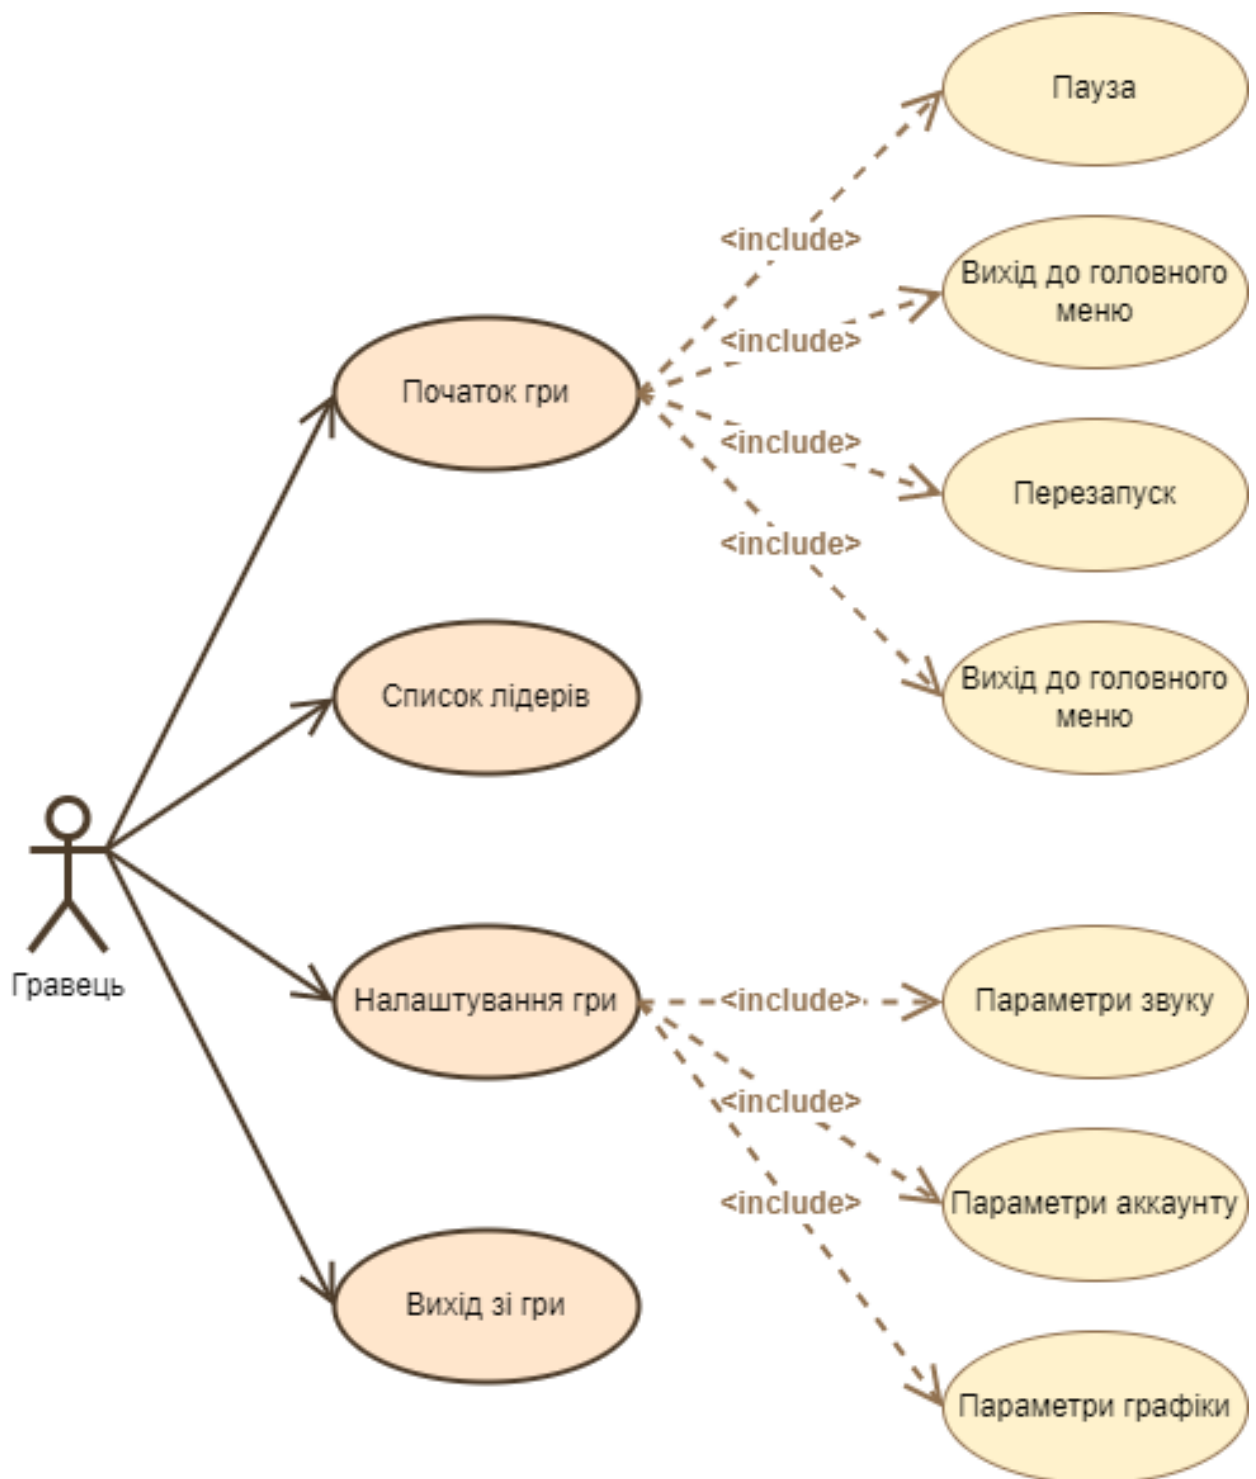 Пауза
<include>
Вихід до головного
меню
<include>
Початок гри
<include>
Перезапуск
<include>
Список лідерів
Вихід до головного
меню
Гравець
Налаштування гри
<include>
Параметри звуку
<include>
Параметри аккаунту
<include>
Вихід зі гри
Параметри графіки